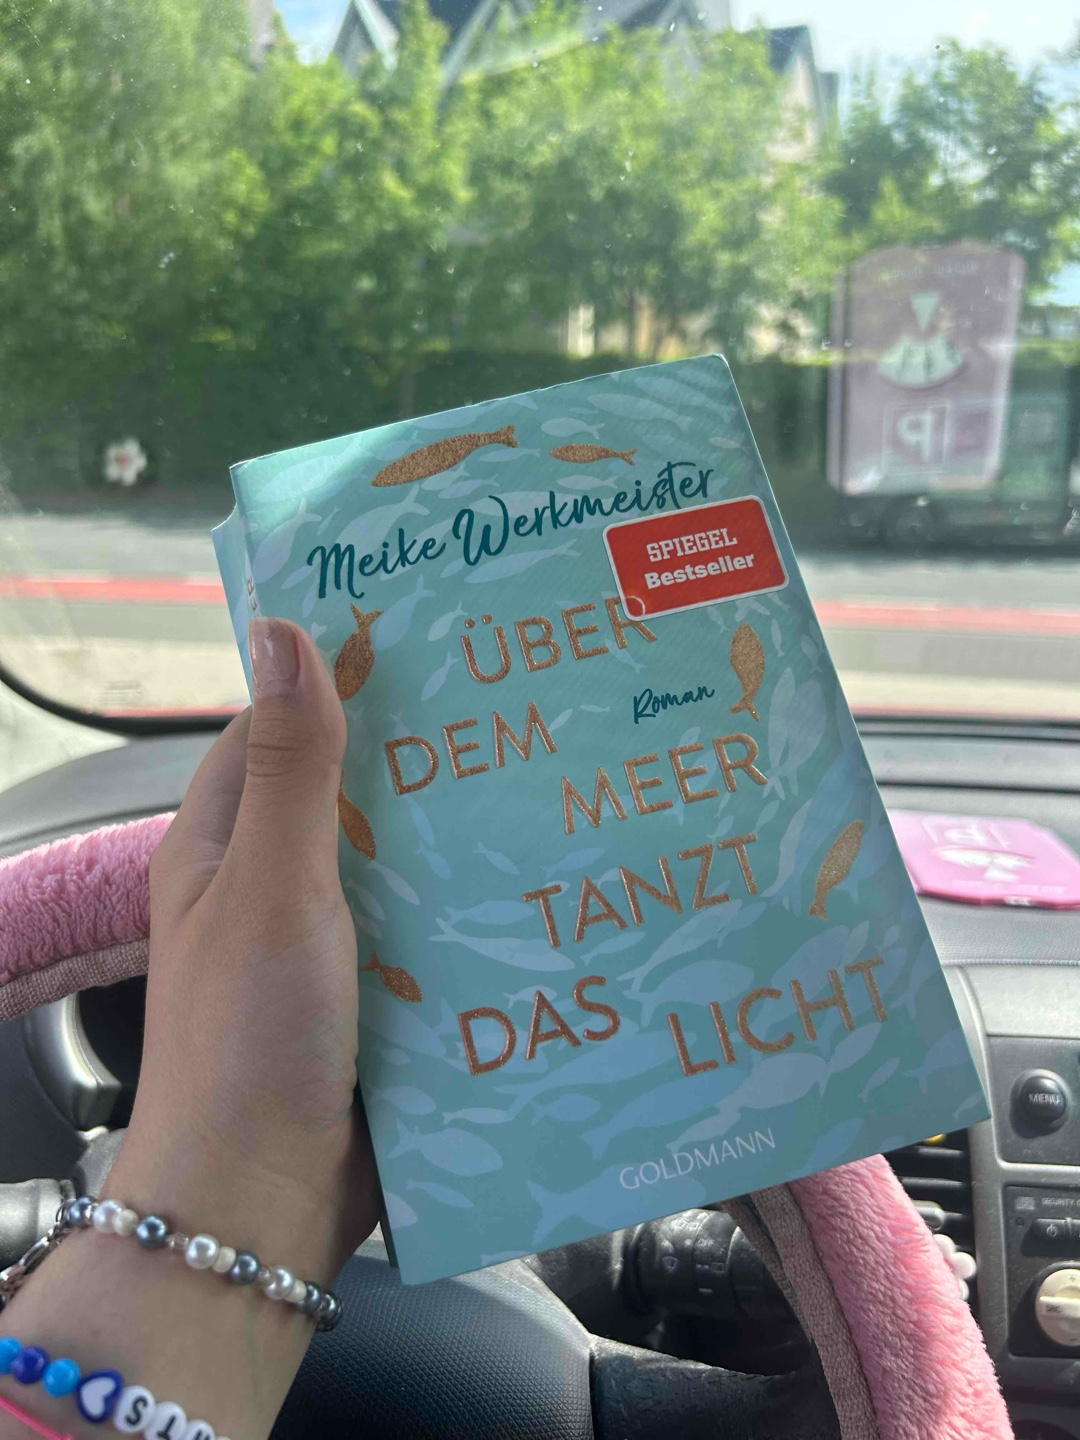 Meike Werkmeister
SPIEGEL
Bestseller
ÜBER
Roman
DEM
MEER
TANZT
DAS LICHT
GOLDMANN
MENU